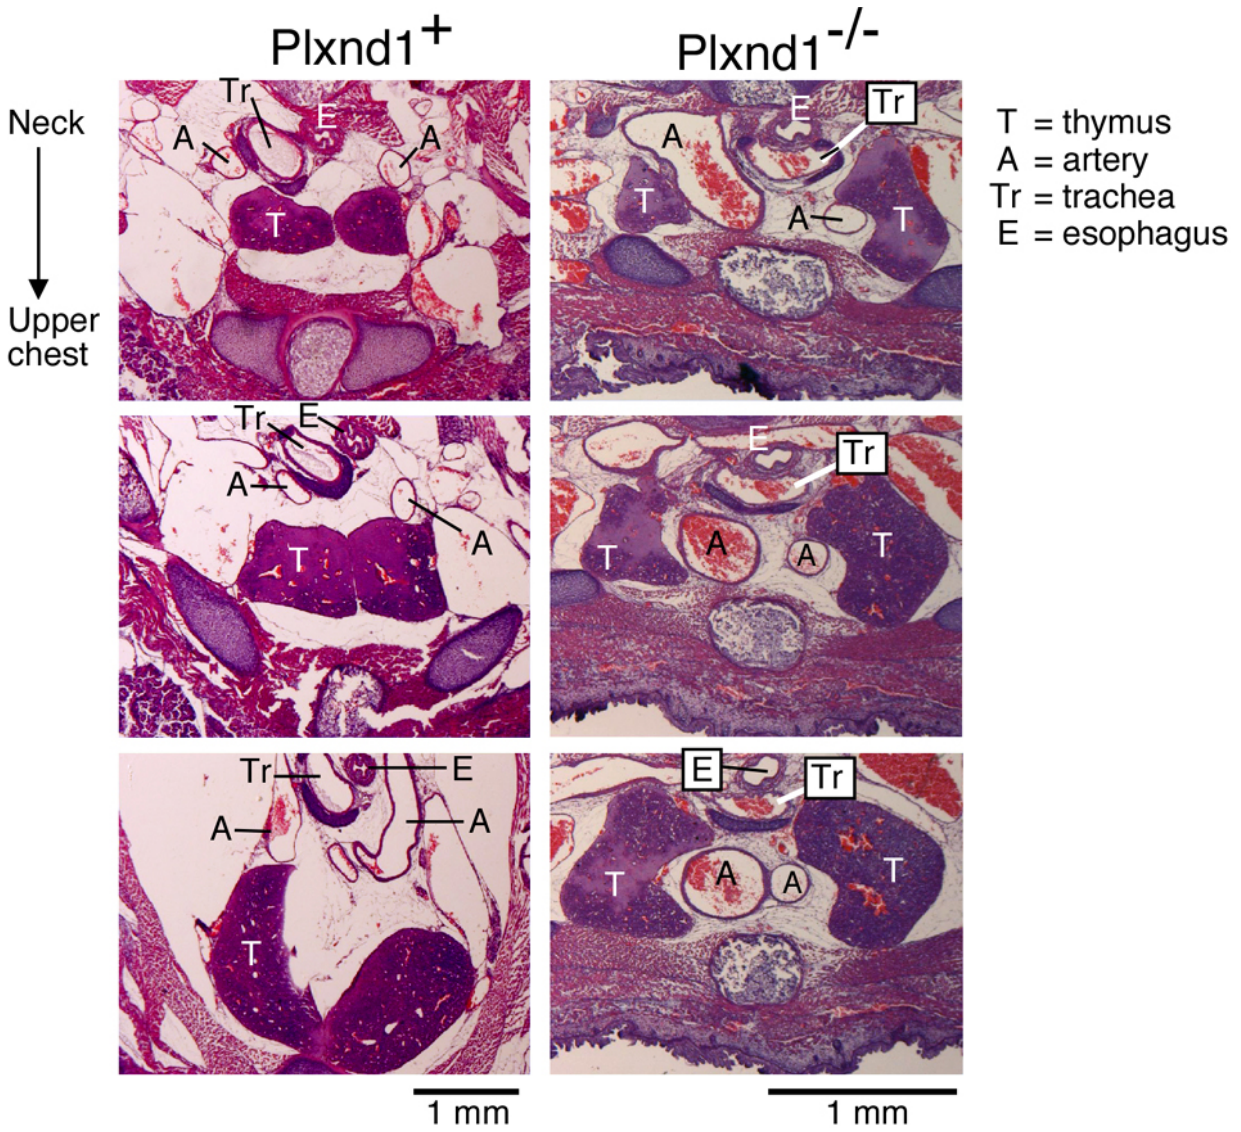 Plxnd1+ Plxnd1-/-
Neck
Upper
chest
T = thymus
A = artery
Tr = trachea
E = esophagus
Tr E A A T
E Tr A T A T
Tr E A A T
E Tr T A A T
Tr E A A T
E Tr T A A T
1 mm 1 mm